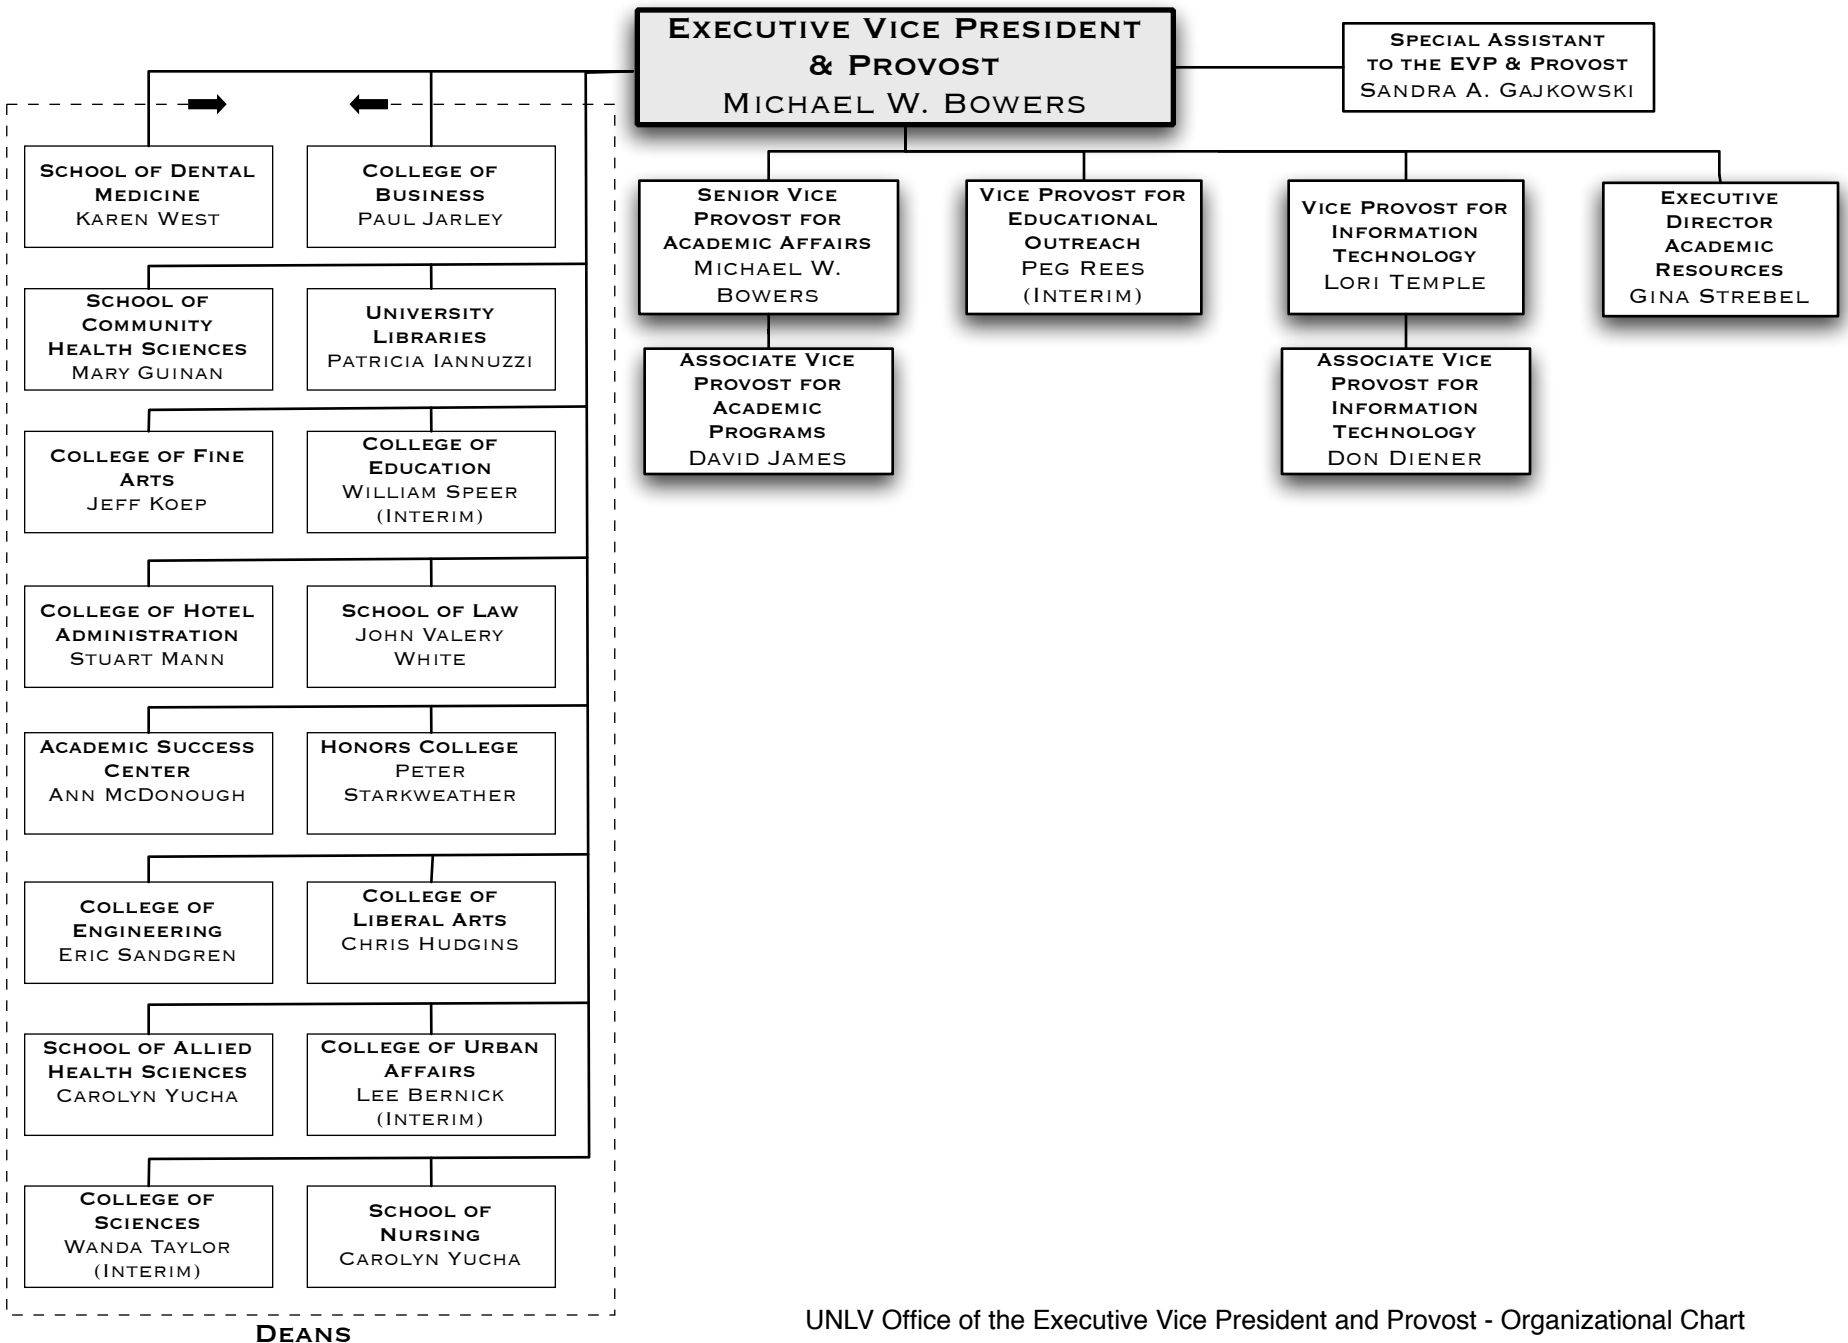 Executive Vice President
& Provost
Michael W. Bowers
Special Assistant
to the EVP & Provost
Sandra A. Gajkowski
School of Dental
Medicine
Karen West
College of
Business
Paul Jarley
Senior Vice
Provost for
Academic Affairs
Michael W.
Bowers
Vice Provost for
Educational
Outreach
Peg Rees
(Interim)
Vice Provost for
Information
Technology
Lori Temple
Executive
Director
Academic
Resources
Gina Strebel
School of
Community
Health Sciences
Mary Guinan
University
Libraries
Patricia Iannuzzi
Associate Vice
Provost for
Academic
Programs
David James
Associate Vice
Provost for
Information
Technology
Don Diener
College of Fine
Arts
Jeff Koep
College of
Education
William Speer
(Interim)
College of Hotel
Administration
Stuart Mann
School of Law
John Valery
White
Academic Success
Center
Ann McDonough
Honors College
Peter
Starkweather
College of
Engineering
Eric Sandgren
College of
Liberal Arts
Chris Hudgins
School of Allied
Health Sciences
Carolyn Yucha
College of Urban
Affairs
Lee Bernick
(Interim)
College of
Sciences
Wanda Taylor
(Interim)
School of
Nursing
Carolyn Yucha
Deans
UNLV Office of the Executive Vice President and Provost - Organizational Chart